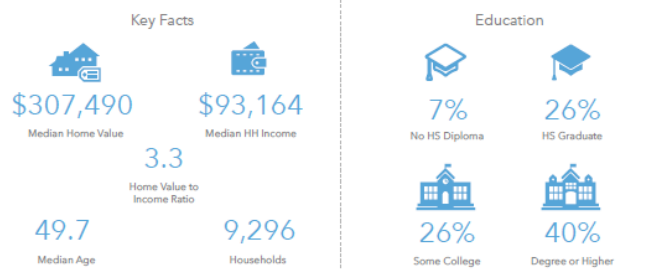 Key Facts
$307,490
Median Home Value
$93,164
Median HH Income
3.3
Home Value to
Income Ratio
49.7
Median Age
9,296
Households
Education
7%
No HS Diploma
26%
HS Graduate
26%
Some College
40%
Degree or Higher